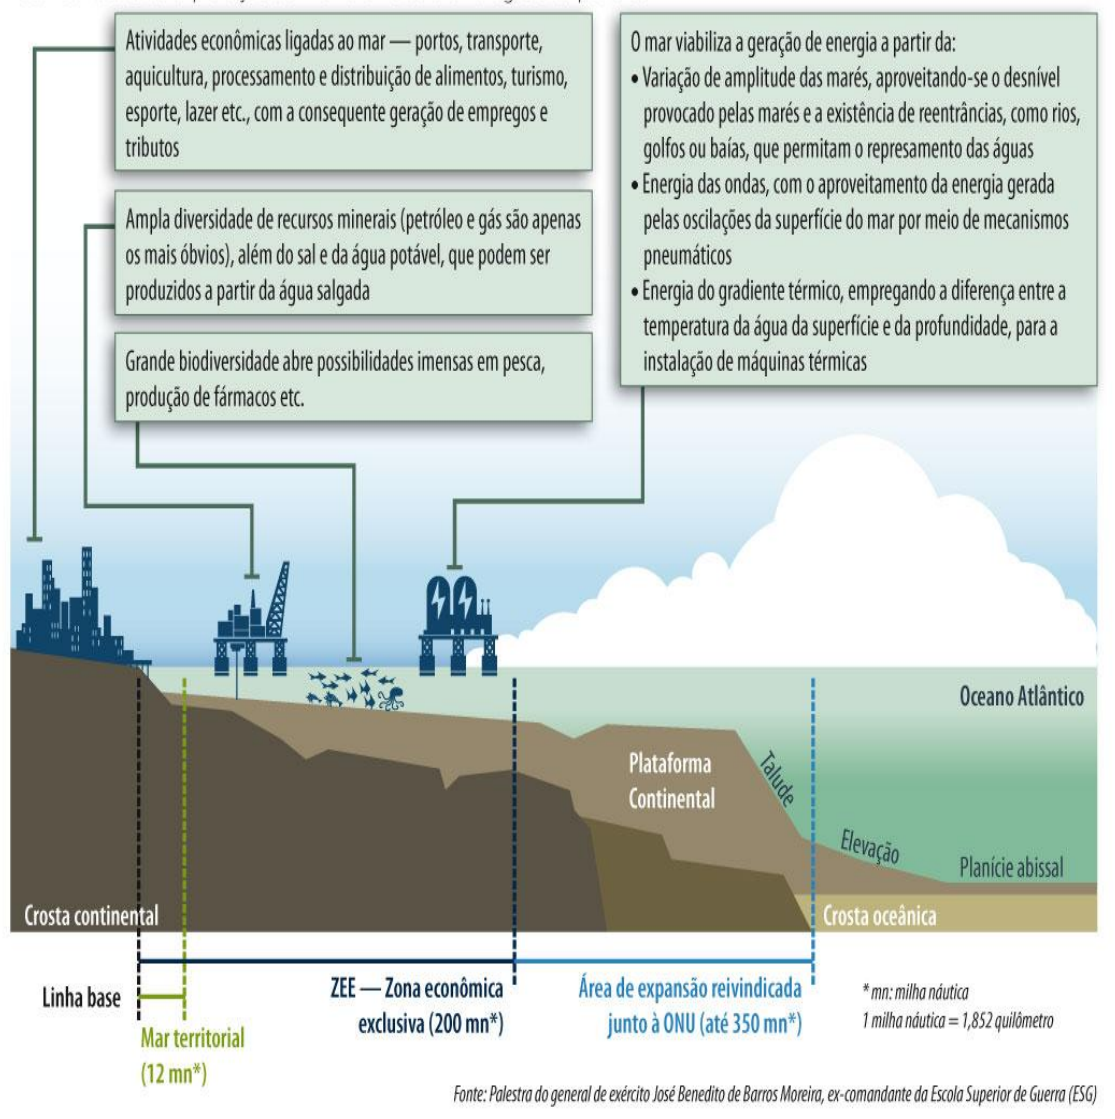 Atividades econômicas ligadas ao mar — portos, transporte,
aquicultura, processamento e distribuição de alimentos, turismo,
esporte, lazer etc., com a consequente geração de empregos e
tributos
Ampla diversidade de recursos minerais (petróleo e gás são apenas
os mais óbvios), além do sal e da água potável, que podem ser
produzidos a partir da água salgada
Grande biodiversidade abre possibilidades imensas em pesca,
produção de fármacos etc.
O mar viabiliza a geração de energia a partir da:
• Variação de amplitude das marés, aproveitando-se o desnível
provocado pelas marés e a existência de reentrâncias, como rios,
golfos ou baías, que permitam o represamento das águas
• Energia das ondas, com o aproveitamento da energia gerada
pelas oscilações da superfície do mar por meio de mecanismos
pneumáticos
• Energia do gradiente térmico, empregando a diferença entre a
temperatura da água da superfície e da profundidade, para a
instalação de máquinas térmicas
Oceano Atlântico
Plataforma
Continental
Talude
Elevação
Planície abissal
Crosta continental
Crosta oceânica
Linha base
Mar territorial
(12 mn*)
ZEE — Zona econômica
exclusiva (200 mn*)
Área de expansão reivindicada
junto à ONU (até 350 mn*)
* mn: milha náutica
1 milha náutica = 1,852 quilômetro
Fonte: Palestra do general de exército José Benedito de Barros Moreira, ex-comandante da Escola Superior de Guerra (ESG)